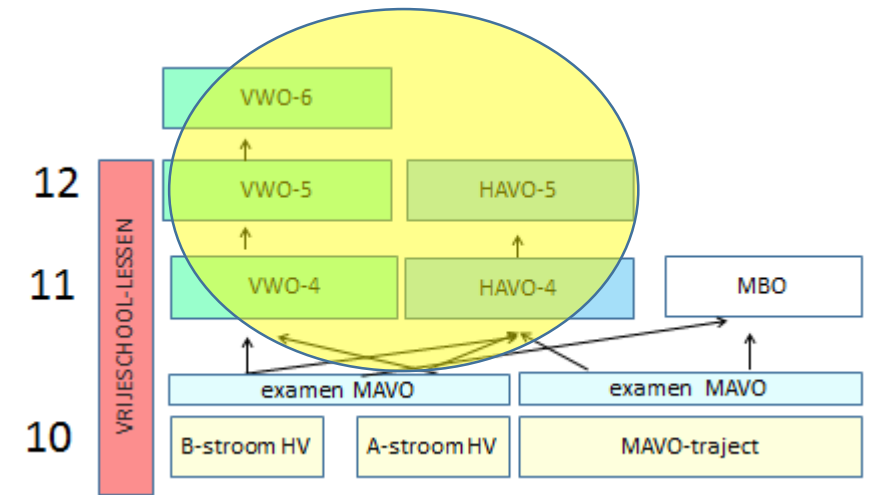 VWO-6
12
VWO-5
HAVO-5
VRIJESCHOOL-LESSEN
11
VWO-4
HAVO-4
MBO
examen MAVO
examen MAVO
10
B-stroom HV
A-stroom HV
MAVO-traject